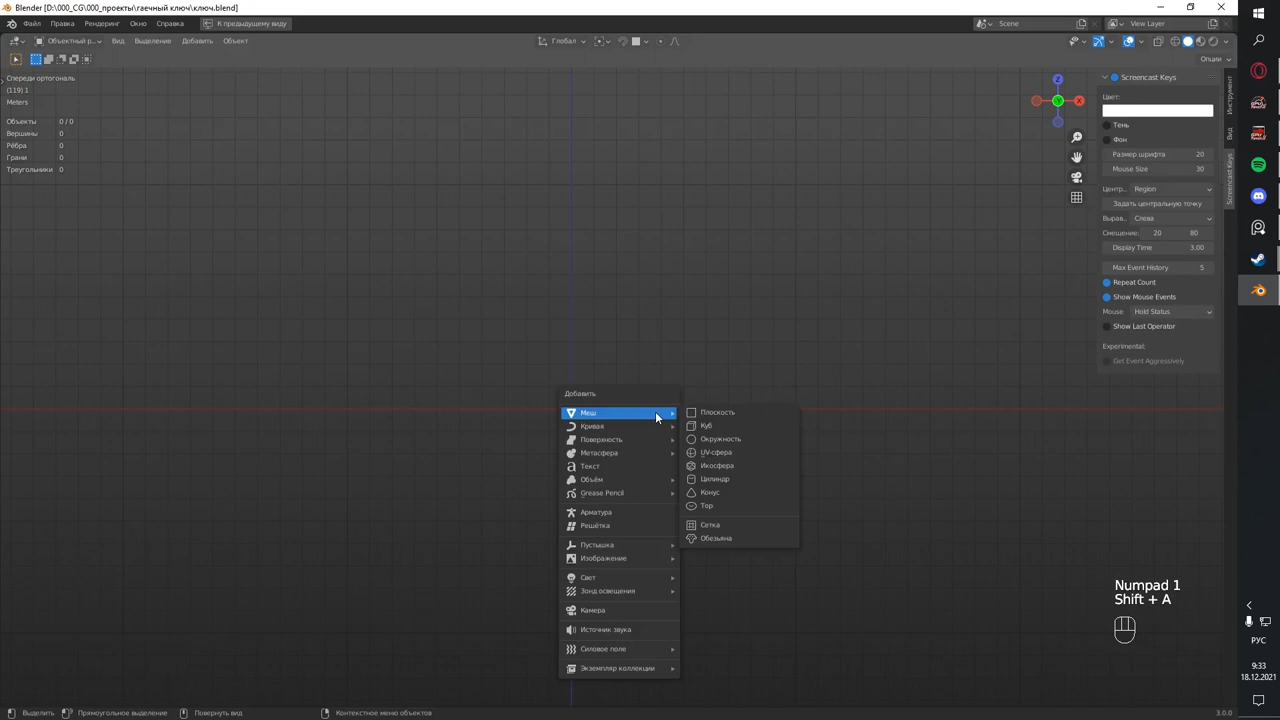 Blender [D:\000_CG\000_проекты\гаечный ключ\ключ.blend]
Файл Правка Рендеринг Окно Справка К предыдущему виду Scene View Layer
Объектный р... Вид Выделение Добавить Объект Глобал
Опции
Спереди ортогональ
(119) 1
Meters
Объекты 0 / 0
Вершины 0
Рёбра 0
Грани 0
Треугольники 0
Z
X
Y
Screencast Keys
Цвет:
Тень
Фон
Размер шрифта 20
Mouse Size 30
Центр... Region
Задать центральную точку
Вырав... Слева
Смещение: 20 80
Display Time 3.00
Max Event History 5
Repeat Count
Show Mouse Events
Mouse: Hold Status
Show Last Operator
Experimental:
Get Event Aggressively
Инструмент
Вид
Screencast Keys
Добавить
Меш
Кривая
Поверхность
Метасфера
Текст
Объём
Grease Pencil
Арматура
Решётка
Пустышка
Изображение
Свет
Зонд освещения
Камера
Источник звука
Силовое поле
Экземпляр коллекции
Плоскость
Куб
Окружность
UV-сфера
Икосфера
Цилиндр
Конус
Тор
Сетка
Обезьяна
Numpad 1
Shift + A
РУС
9:33
18.12.2021
Выделить Прямоугольное выделение Повернуть вид Контекстное меню объектов 3.0.0